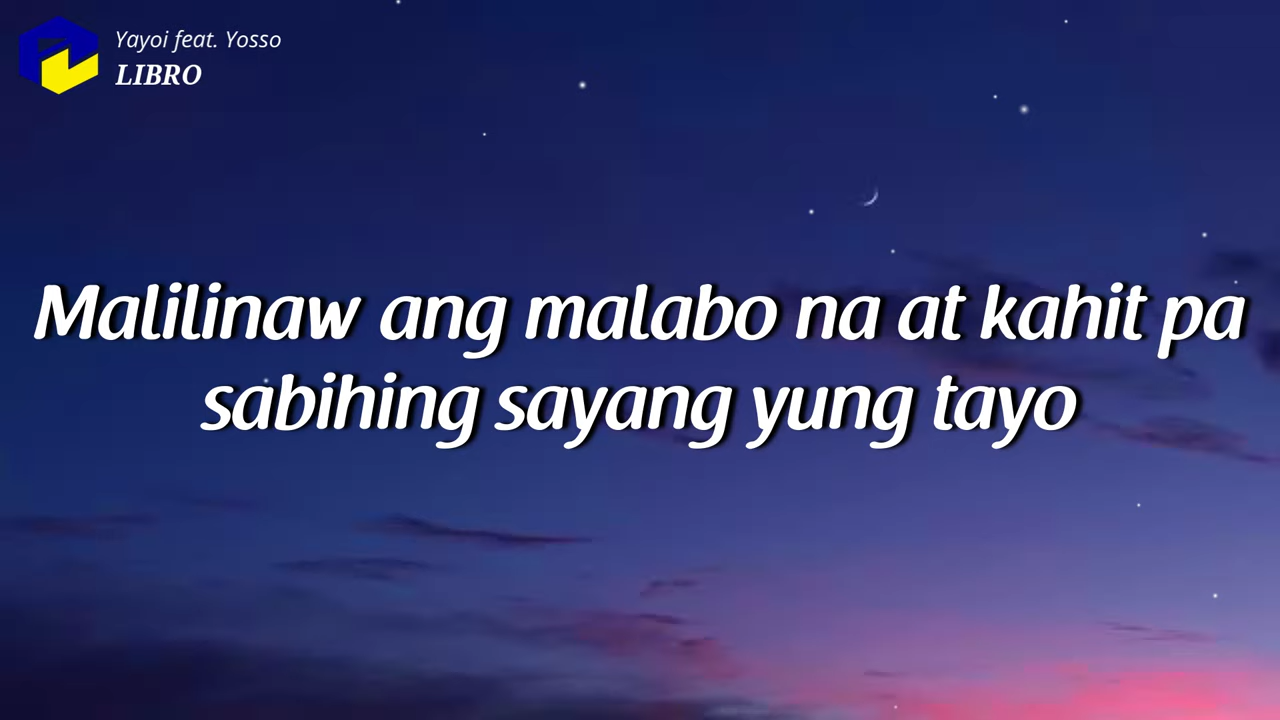 Yayoi feat. Yosso
LIBRO
Malilinaw ang malabo na at kahit pa
sabihing sayang yung tayo